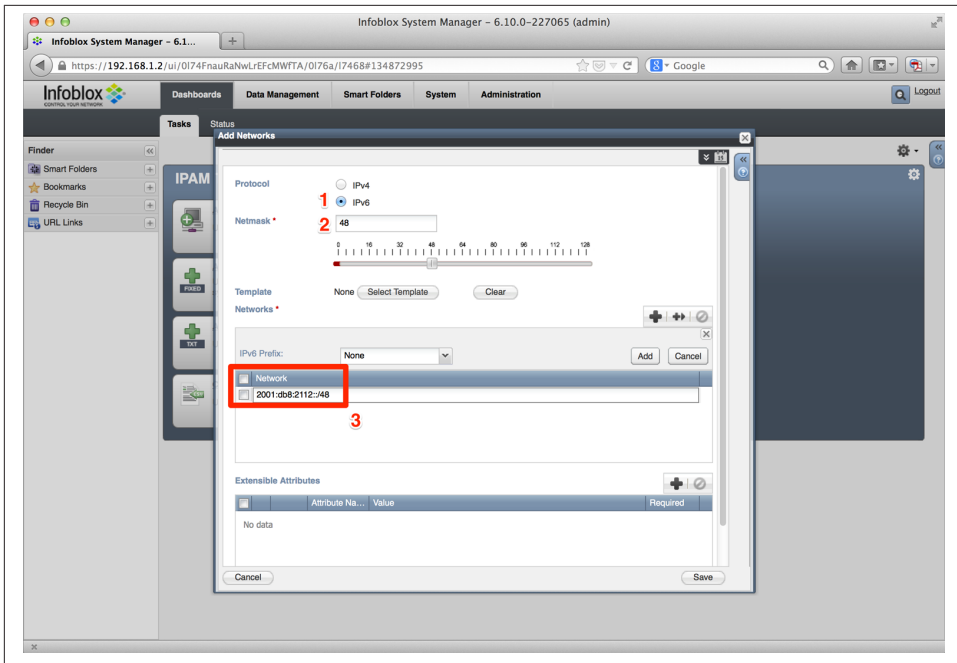 Infoblox System Manager – 6.10.0-227065 (admin)
Infoblox System Manager – 6.1...
https://192.168.1.2/ui/0I74FnauRaNwLrEFcMWfTA/0I76a/I7468#134872995
Google
Infoblox
CONTROL YOUR NETWORK
Dashboards Data Management Smart Folders System Administration
Logout
Tasks Status
Finder
Smart Folders
Bookmarks
Recycle Bin
URL Links
IPAM
FIXED
TXT
Add Networks
Protocol
IPv4
1 IPv6
Netmask * 2 48
0 16 32 48 64 80 96 112 128
Template None Select Template Clear
Networks *
IPv6 Prefix: None Add Cancel
Network
2001:db8:2112::/48
3
Extensible Attributes
Attribute Na... Value Required
No data
Cancel Save